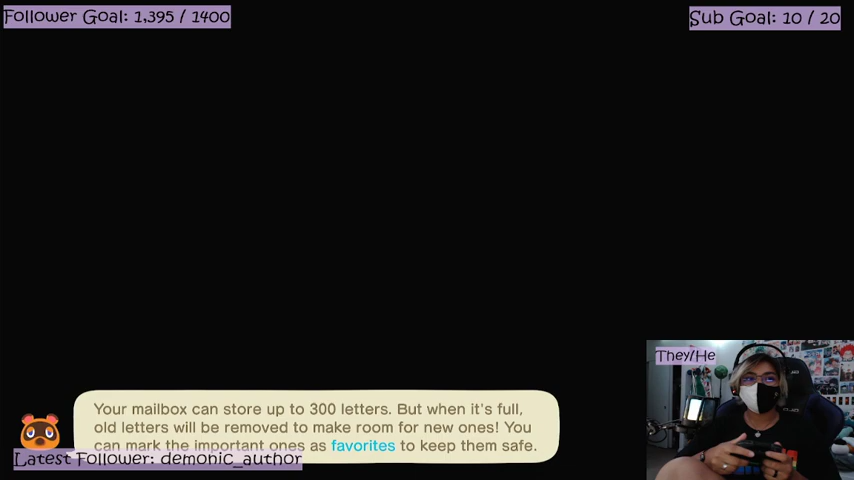 Follower Goal: 1,395 / 1400
Sub Goal: 10 / 20
They/He
Your mailbox can store up to 300 letters. But when it's full,
old letters will be removed to make room for new ones! You
can mark the important ones as favorites to keep them safe.
Latest Follower: demonic_author